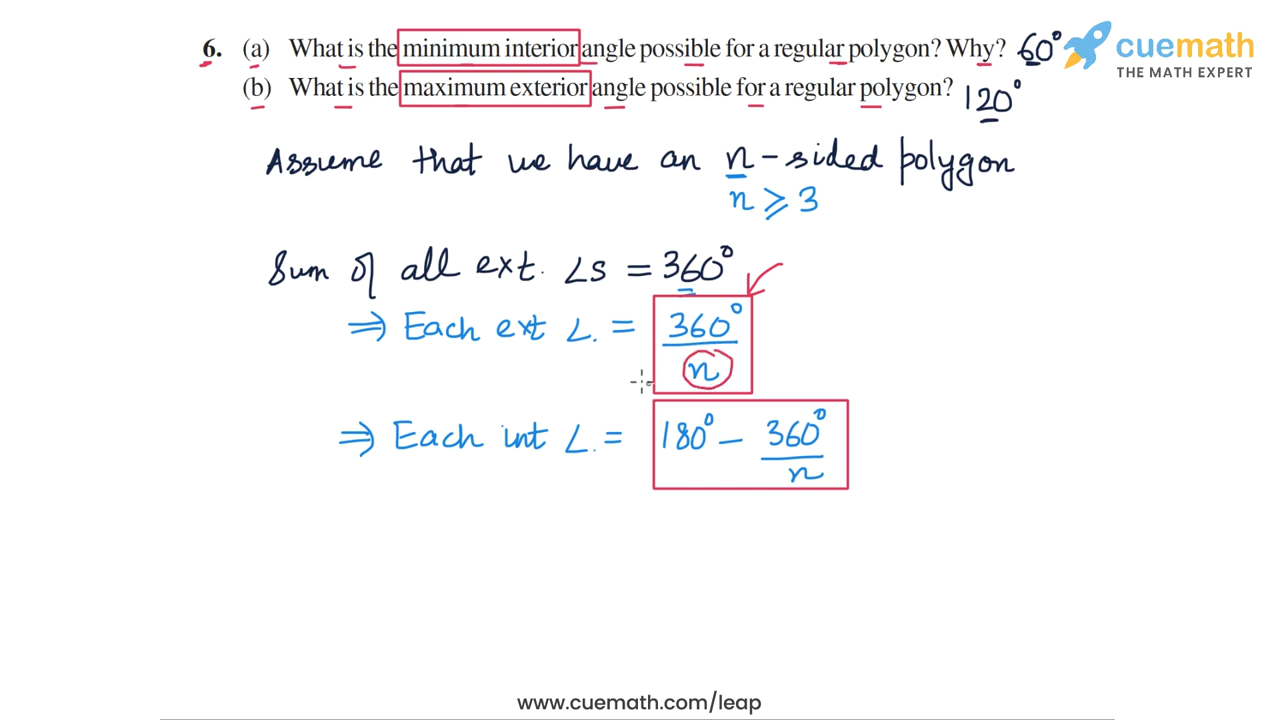 6. (a) What is the minimum interior angle possible for a regular polygon? Why? 60°
cuemath
THE MATH EXPERT
(b) What is the maximum exterior angle possible for a regular polygon? 120°
Assume that we have an n-sided polygon
n ⩾ 3
Sum of all ext. ∠s = 360°
⇒ Each ext ∠. = 360°/n
⇒ Each int ∠. = 180° - 360°/n
www.cuemath.com/leap